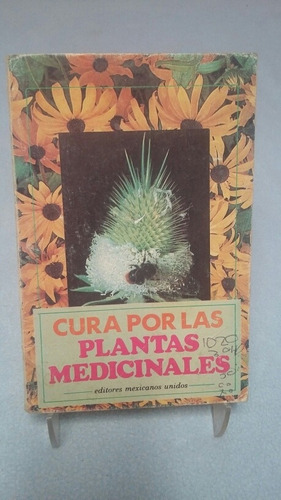 CURA POR LAS
PLANTAS
MEDICINALES
editores mexicanos unidos